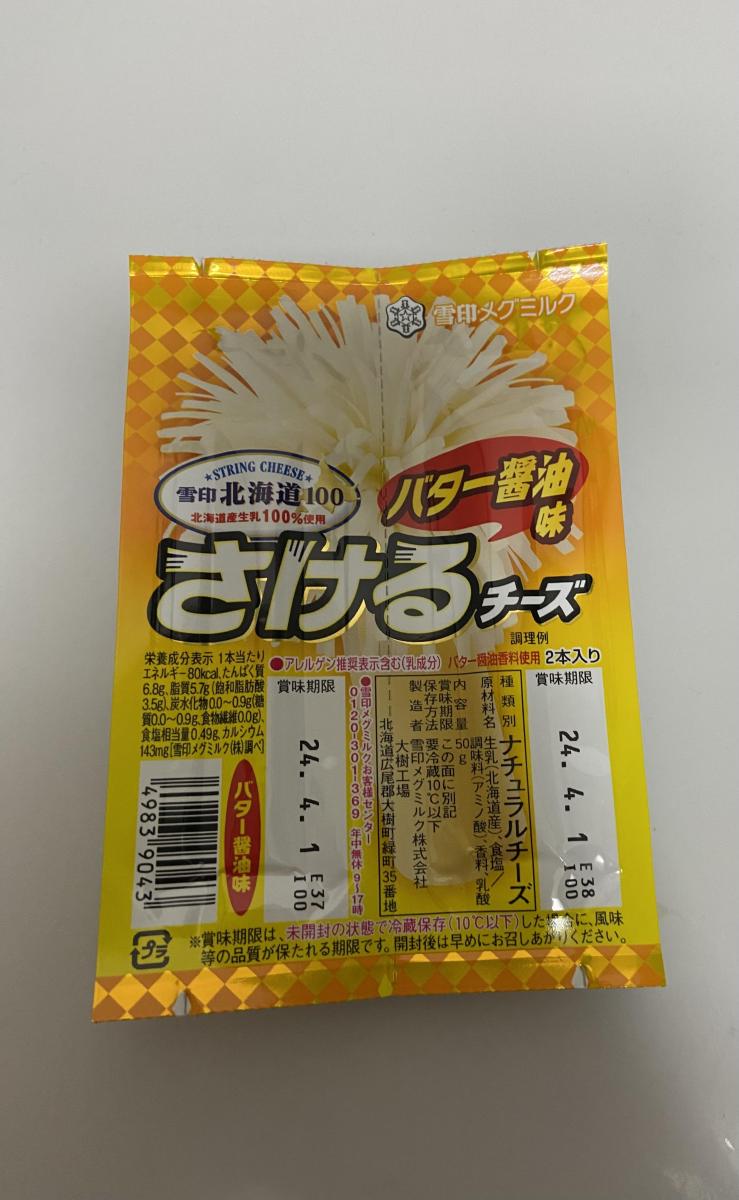 雪印メグミルク
STRING CHEESE
雪印 北海道100
北海道産生乳100%使用
バター醤油味
さけるチーズ
調理例
●アレルゲン推奨表示含む(乳成分) バター醤油香料使用 2本入り
栄養成分表示 1本当たり
エネルギー80kcal,たんぱく質
6.8g,脂質5.7g(飽和脂肪酸
3.5g),炭水化物0.0〜0.9g(糖
質0.0〜0.9g,食物繊維0.0g),
食塩相当量0.49g,カルシウム
143mg[雪印メグミルク(株)調べ]
バター醤油味
4983 9043
賞味期限
24. 4. 1 E37
I00
●雪印メグミルクお客様センター
0120-301-369 年中無休 9〜17時
種類別 ナチュラルチーズ
原材料名 生乳(北海道産)、食塩/
調味料(アミノ酸)、香料、乳酸
内容量 50g
賞味期限 この面に別記
保存方法 要冷蔵10℃以下
製造者 雪印メグミルク株式会社
大樹工場
北海道広尾郡大樹町緑町35番地
賞味期限
24. 4. 1 E38
I00
※賞味期限は、未開封の状態で冷蔵保存(10℃以下)した場合に、風味
等の品質が保たれる期限です。開封後は早めにお召しあがりください。
プラ